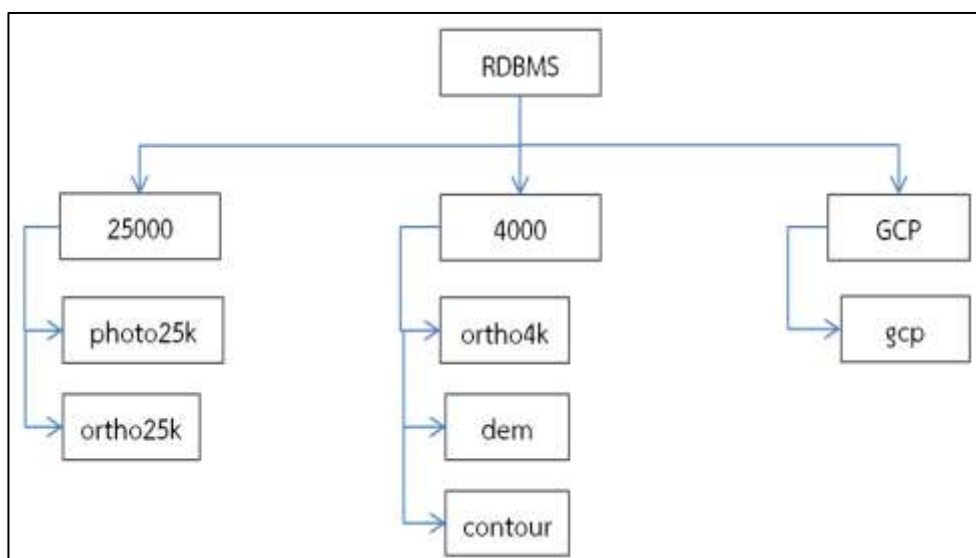 RDBMS
25000
4000
GCP
photo25k
ortho4k
gcp
ortho25k
dem
contour